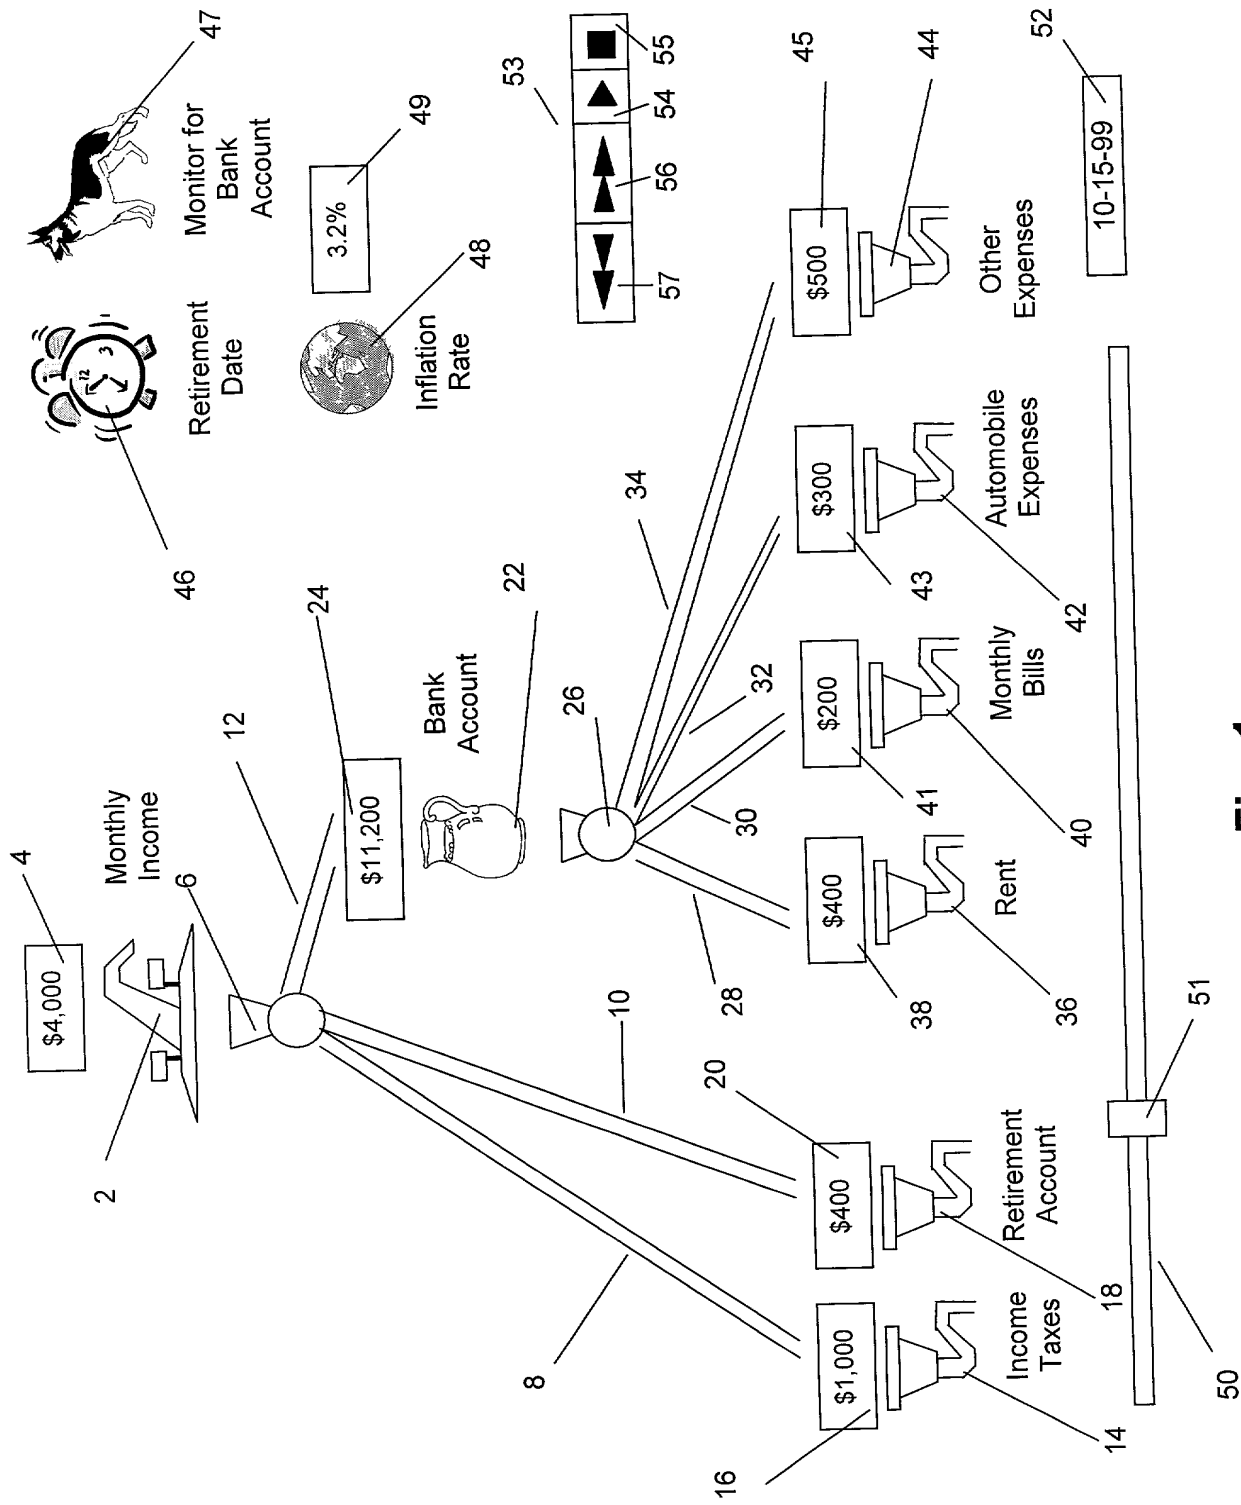 4
$4,000
2
Monthly
Income
6
12
46
47
Retirement
Date
Monitor for
Bank
Account
24
$11,200
3.2%
49
Inflation
Rate
48
Bank
Account
22
53
8
10
26
34
57
56
54
55
16
20
28
30
32
45
$1,000
$400
$400
$200
$300
$500
38
41
43
44
Income
Taxes
Retirement
Account
Rent
Monthly
Bills
Automobile
Expenses
Other
Expenses
14
18
36
40
42
52
10-15-99
51
50